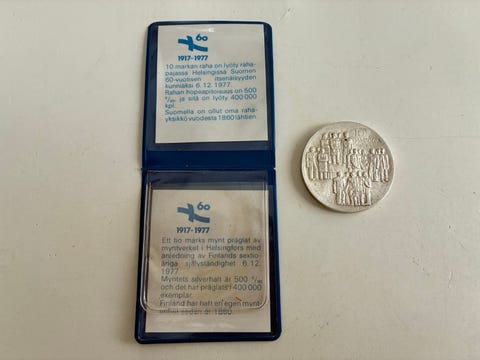 60
1917-1977
10 markan raha on lyöty raha-
pajassa Helsingissä Suomen
60-vuotisen itsenäisyyden
kunniaksi 6.12.1977.
Rahan hopeapitoisuus on 500
⁰/₀₀, ja sitä on lyöty 400 000
kpl.
Suomella on ollut oma raha-
yksikkö vuodesta 1860 lähtien.
60
1917-1977
Ett tio marks mynt präglat av
myntverket i Helsingfors med
anledning av Finlands sextio-
åriga självständighet 6.12.
1977
Myntets silverhalt är 500 ⁰/₀₀
och det har präglats i 400 000
exemplar.
Finland har haft en egen mynt-
enhet sedan år 1860.